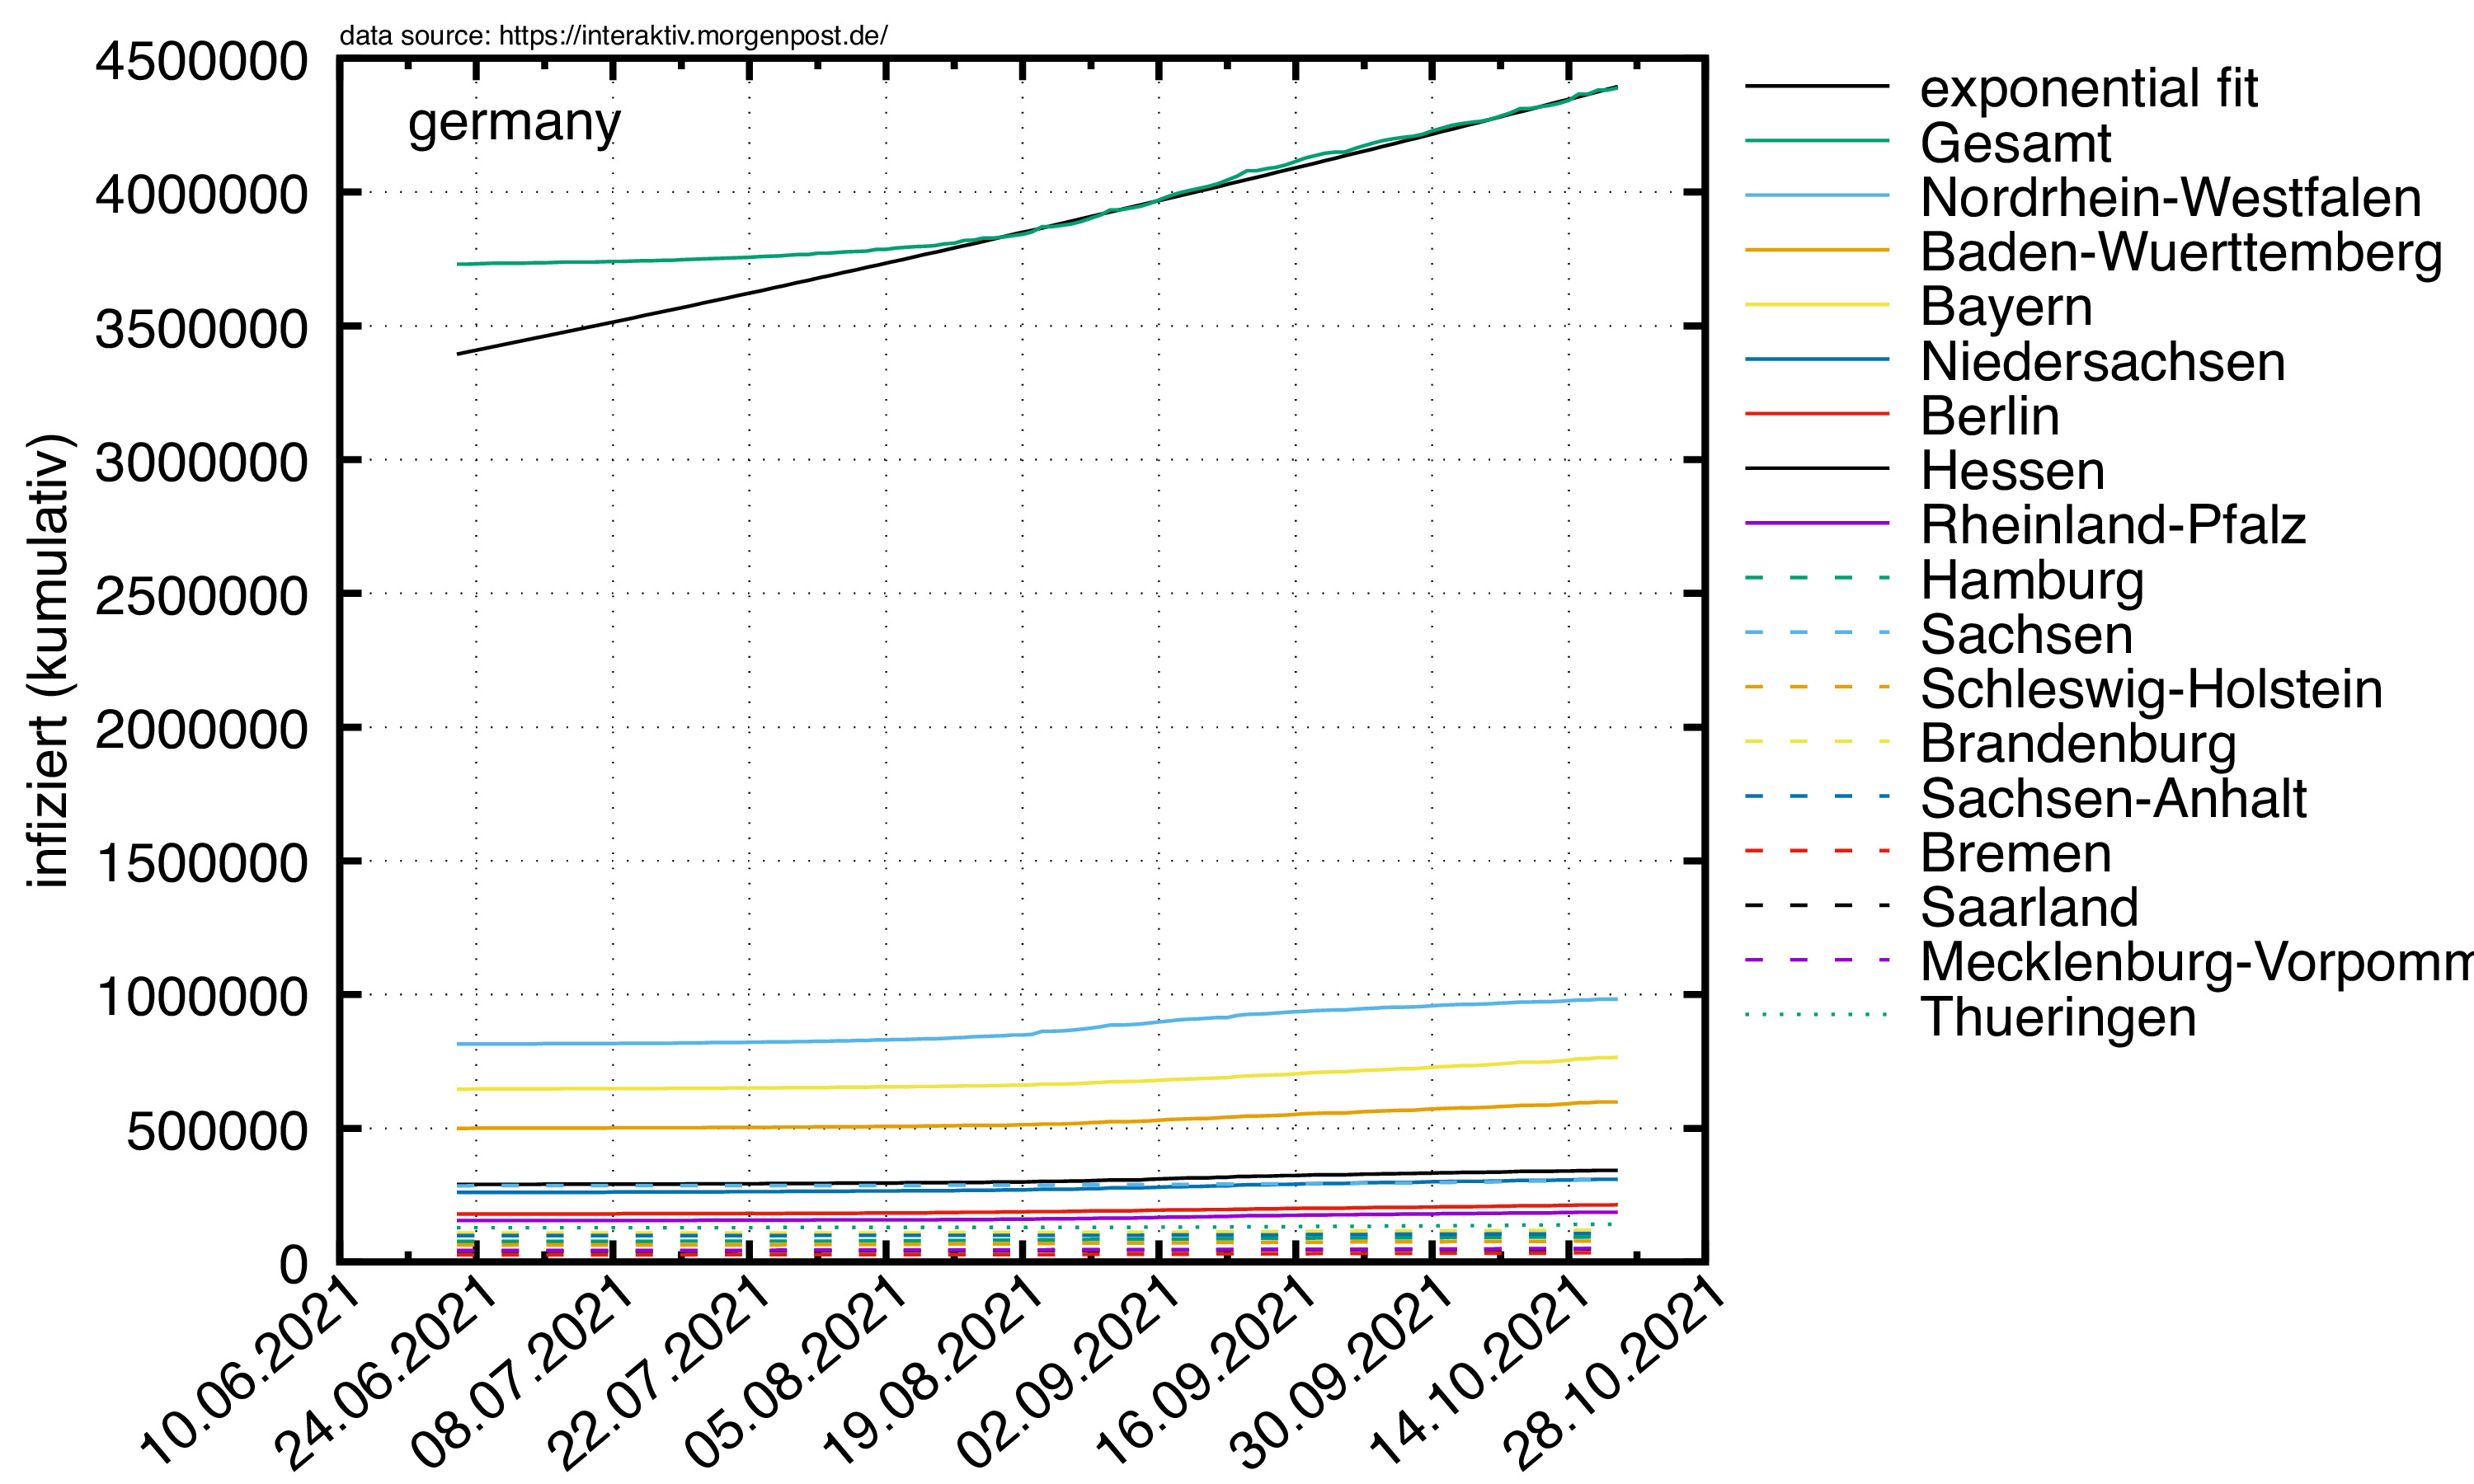 data source: https://interaktiv.morgenpost.de/
germany
infiziert (kumulativ)
4500000
4000000
3500000
3000000
2500000
2000000
1500000
1000000
500000
0
10.06.2021
24.06.2021
08.07.2021
22.07.2021
05.08.2021
19.08.2021
02.09.2021
16.09.2021
30.09.2021
14.10.2021
28.10.2021
exponential fit
Gesamt
Nordrhein-Westfalen
Baden-Wuerttemberg
Bayern
Niedersachsen
Berlin
Hessen
Rheinland-Pfalz
Hamburg
Sachsen
Schleswig-Holstein
Brandenburg
Sachsen-Anhalt
Bremen
Saarland
Mecklenburg-Vorpomm
Thueringen